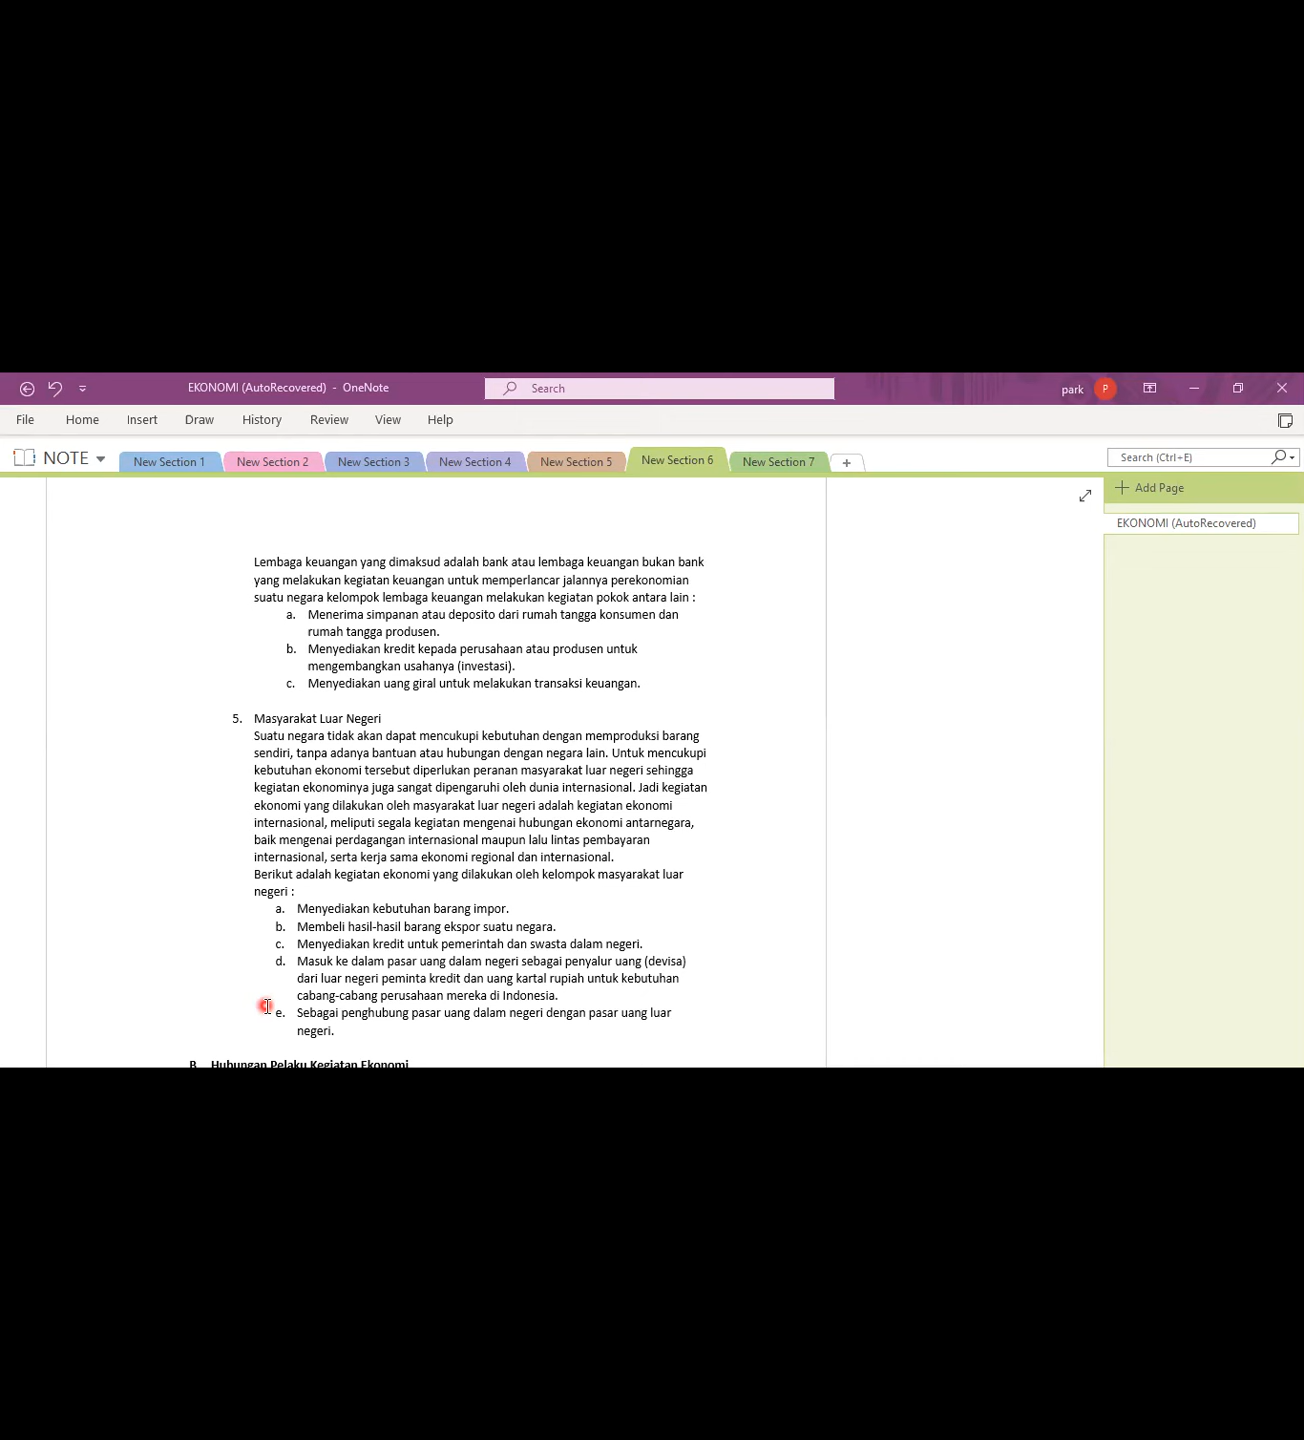 EKONOMI (AutoRecovered) - OneNote
Search
park
P
File Home Insert Draw History Review View Help
NOTE
New Section 1
New Section 2
New Section 3
New Section 4
New Section 5
New Section 6
New Section 7
+
Search (Ctrl+E)
Add Page
EKONOMI (AutoRecovered)
Lembaga keuangan yang dimaksud adalah bank atau lembaga keuangan bukan bank
yang melakukan kegiatan keuangan untuk memperlancar jalannya perekonomian
suatu negara kelompok lembaga keuangan melakukan kegiatan pokok antara lain :
a. Menerima simpanan atau deposito dari rumah tangga konsumen dan
rumah tangga produsen.
b. Menyediakan kredit kepada perusahaan atau produsen untuk
mengembangkan usahanya (investasi).
c. Menyediakan uang giral untuk melakukan transaksi keuangan.
5. Masyarakat Luar Negeri
Suatu negara tidak akan dapat mencukupi kebutuhan dengan memproduksi barang
sendiri, tanpa adanya bantuan atau hubungan dengan negara lain. Untuk mencukupi
kebutuhan ekonomi tersebut diperlukan peranan masyarakat luar negeri sehingga
kegiatan ekonominya juga sangat dipengaruhi oleh dunia internasional. Jadi kegiatan
ekonomi yang dilakukan oleh masyarakat luar negeri adalah kegiatan ekonomi
internasional, meliputi segala kegiatan mengenai hubungan ekonomi antarnegara,
baik mengenai perdagangan internasional maupun lalu lintas pembayaran
internasional, serta kerja sama ekonomi regional dan internasional.
Berikut adalah kegiatan ekonomi yang dilakukan oleh kelompok masyarakat luar
negeri :
a. Menyediakan kebutuhan barang impor.
b. Membeli hasil-hasil barang ekspor suatu negara.
c. Menyediakan kredit untuk pemerintah dan swasta dalam negeri.
d. Masuk ke dalam pasar uang dalam negeri sebagai penyalur uang (devisa)
dari luar negeri peminta kredit dan uang kartal rupiah untuk kebutuhan
cabang-cabang perusahaan mereka di Indonesia.
e. Sebagai penghubung pasar uang dalam negeri dengan pasar uang luar
negeri.
B. Hubungan Pelaku Kegiatan Ekonomi